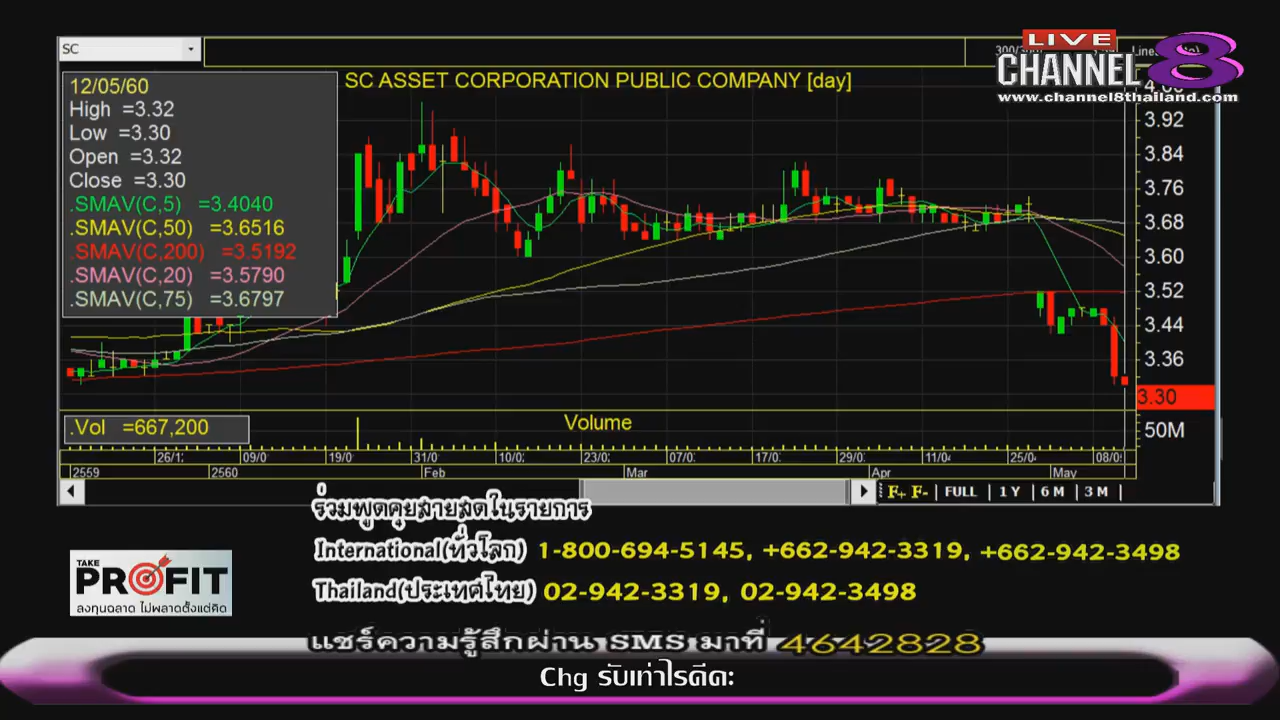 SC
LIVE
CHANNEL 8
www.channel8thailand.com
SC ASSET CORPORATION PUBLIC COMPANY [day]
12/05/60
High =3.32
Low =3.30
Open =3.32
Close =3.30
.SMAV(C,5) =3.4040
.SMAV(C,50) =3.6516
.SMAV(C,200) =3.5192
.SMAV(C,20) =3.5790
.SMAV(C,75) =3.6797
3.92
3.84
3.76
3.68
3.60
3.52
3.44
3.36
3.30
.Vol =667,200
Volume
50M
26/1: 09/0 19/0: 10/0: 23/0: 07/0: 17/0: 29/0: 11/04 25/04 08/05
2559 2560 Feb Mar Apr May
F+ F- FULL 1 Y 6 M 3 M
ร่วมพูดคุยสายสดในรายการ
International(ทั่วโลก) 1-800-694-5145, +662-942-3319, +662-942-3498
Thailand(ประเทศไทย) 02-942-3319, 02-942-3498
TAKE
PROFIT
ลงทุนฉลาด ไม่พลาดตั้งแต่คิด
แชร์ความรู้สึกผ่าน SMS มาที่ 4642828
Chg รับเท่าไรดีคะ